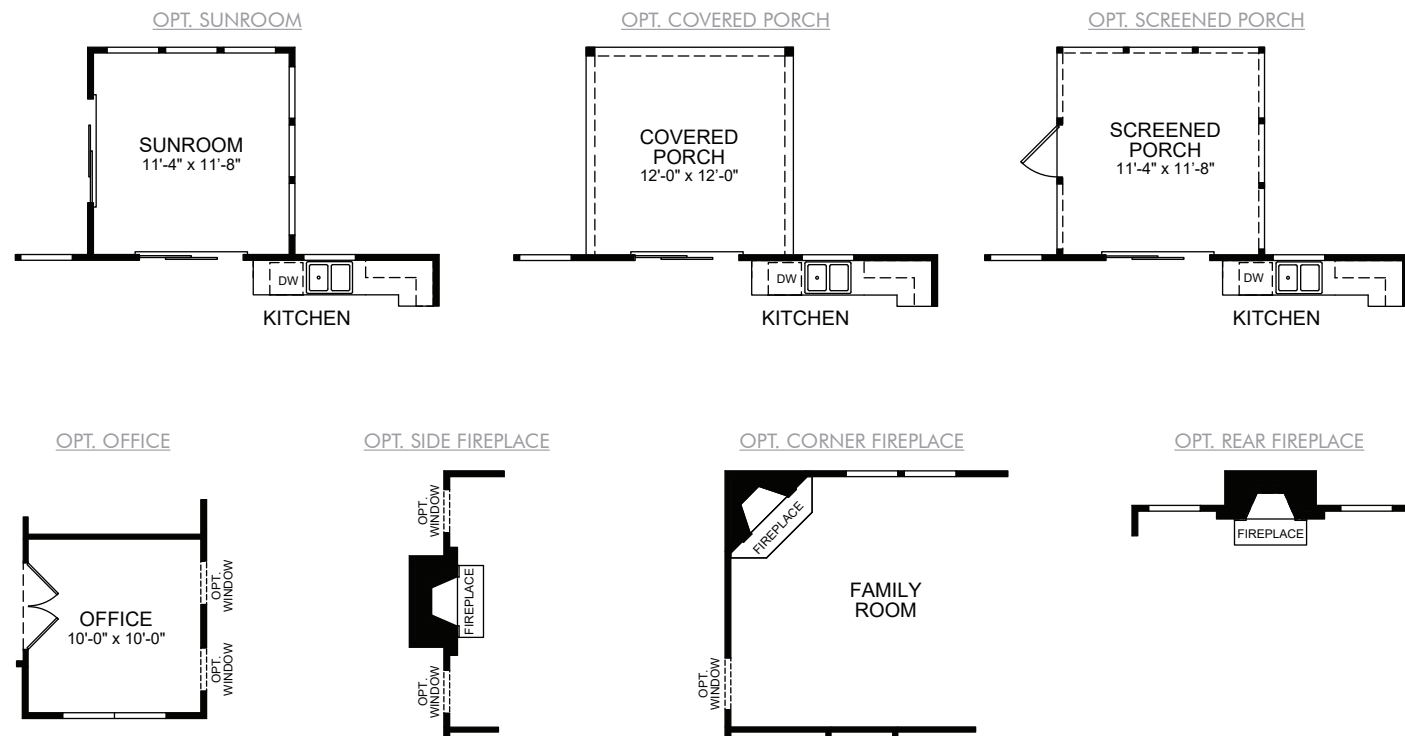 OPT. SUNROOM
SUNROOM
11'-4" x 11'-8"
DW
KITCHEN
OPT. COVERED PORCH
COVERED
PORCH
12'-0" x 12'-0"
DW
KITCHEN
OPT. SCREENED PORCH
SCREENED
PORCH
11'-4" x 11'-8"
DW
KITCHEN
OPT. OFFICE
OFFICE
10'-0" x 10'-0"
OPT.
WINDOW
OPT.
WINDOW
OPT. SIDE FIREPLACE
OPT.
WINDOW
FIREPLACE
OPT.
WINDOW
OPT. CORNER FIREPLACE
FIREPLACE
FAMILY
ROOM
OPT.
WINDOW
OPT. REAR FIREPLACE
FIREPLACE